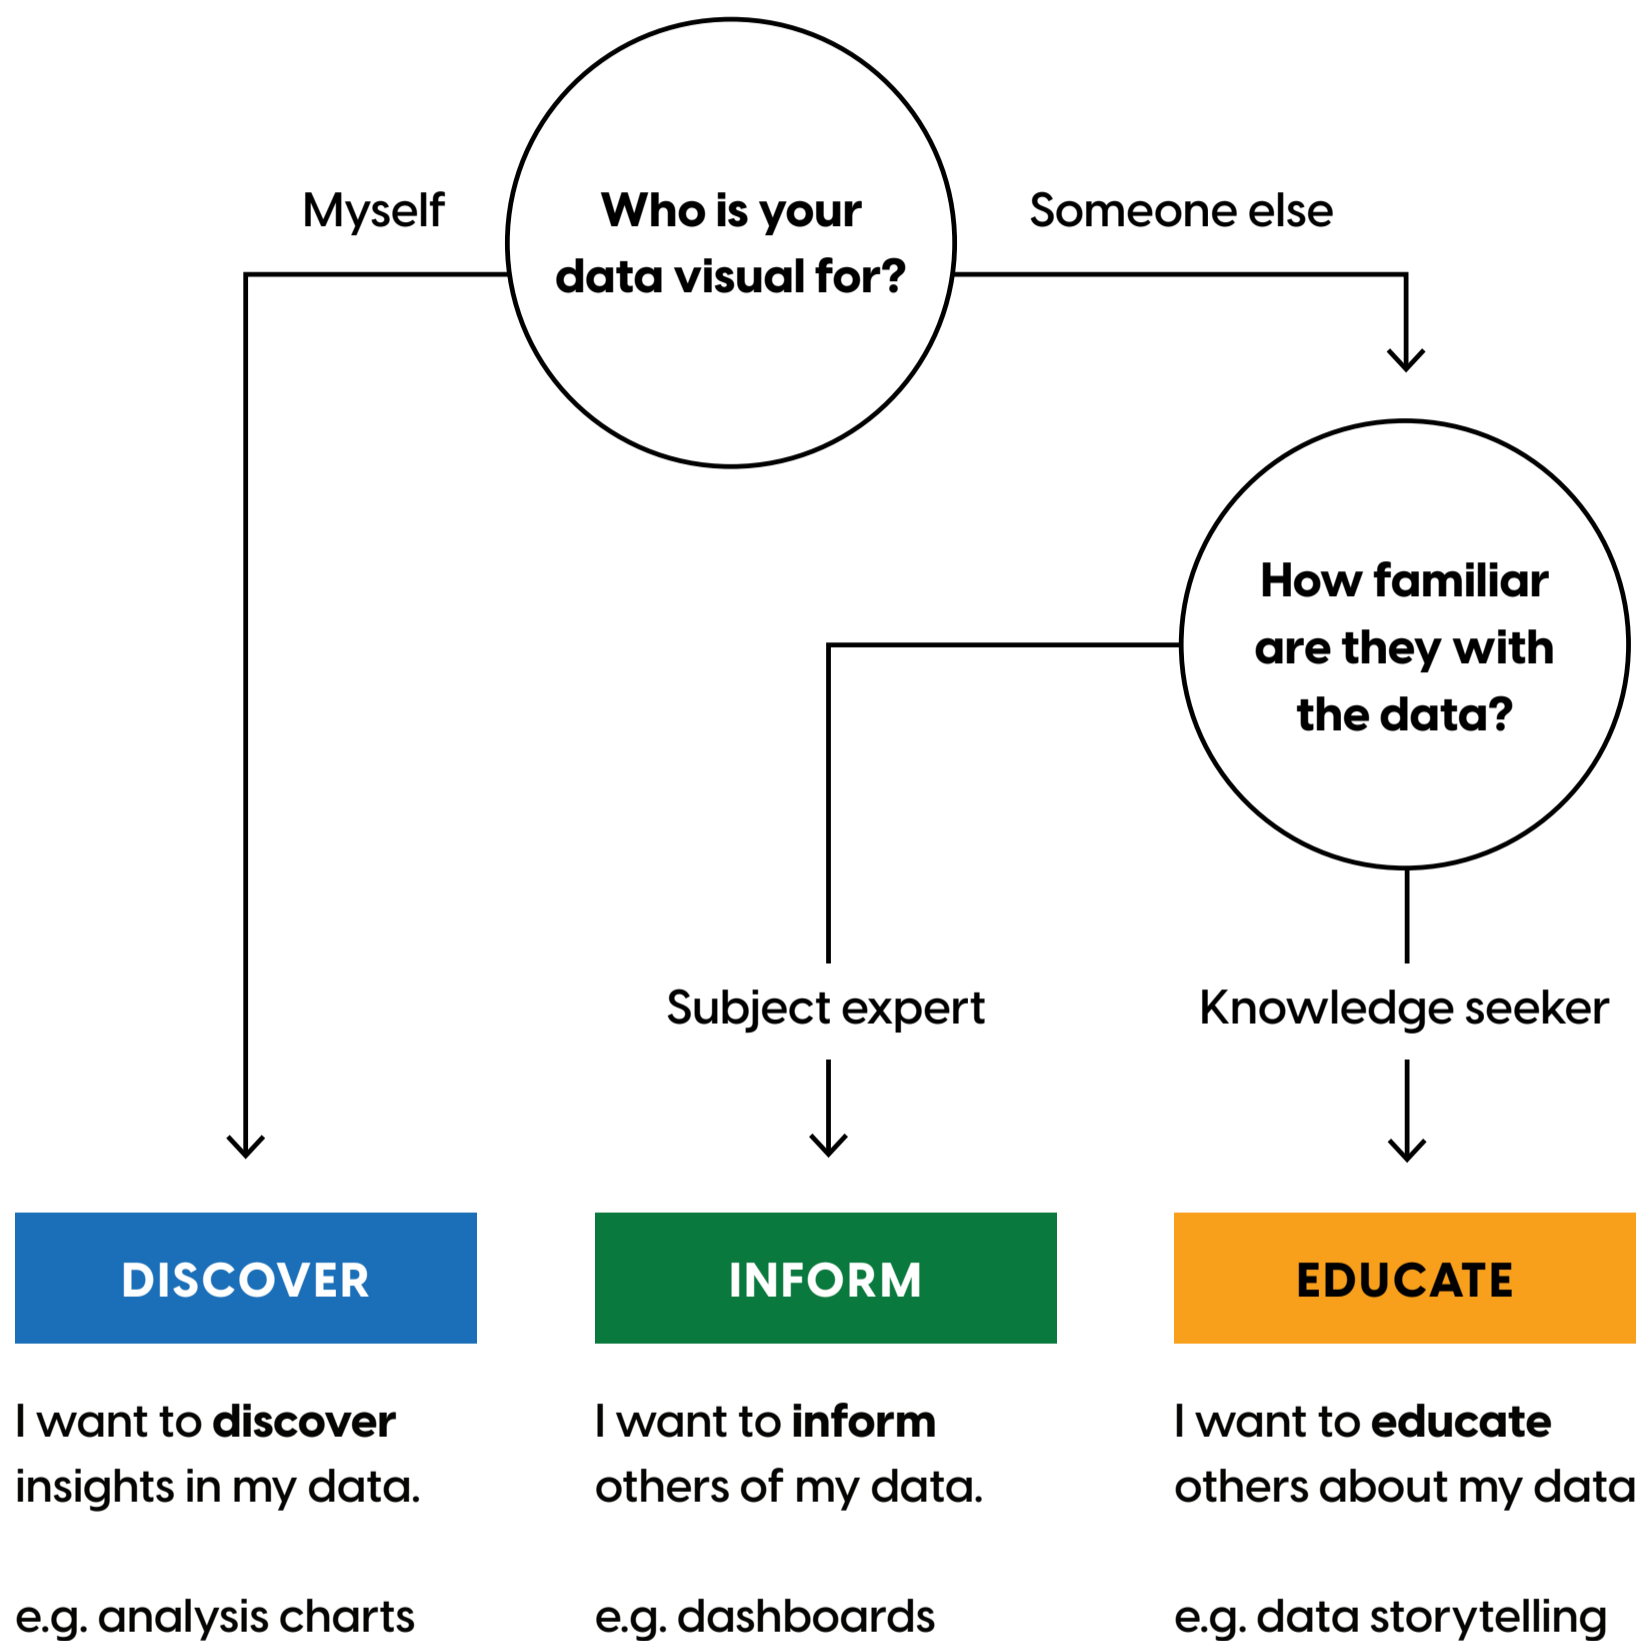 Myself
Who is your
data visual for?
Someone else
How familiar
are they with
the data?
Subject expert
Knowledge seeker
DISCOVER
I want to discover
insights in my data.
e.g. analysis charts
INFORM
I want to inform
others of my data.
e.g. dashboards
EDUCATE
I want to educate
others about my data
e.g. data storytelling